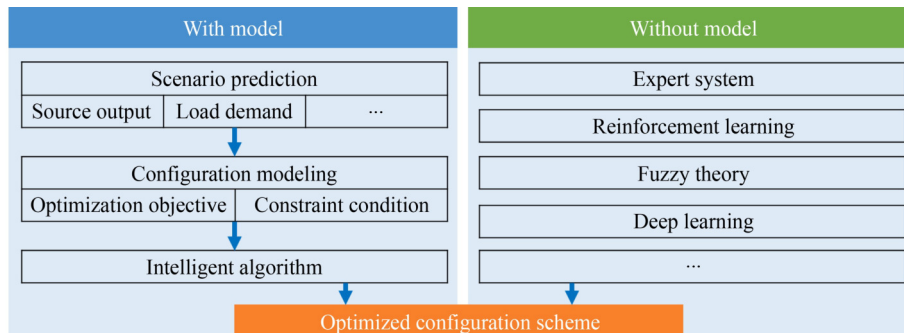 With model
Scenario prediction
Source output
Load demand
...
Configuration modeling
Optimization objective
Constraint condition
Intelligent algorithm
Without model
Expert system
Reinforcement learning
Fuzzy theory
Deep learning
...
Optimized configuration scheme